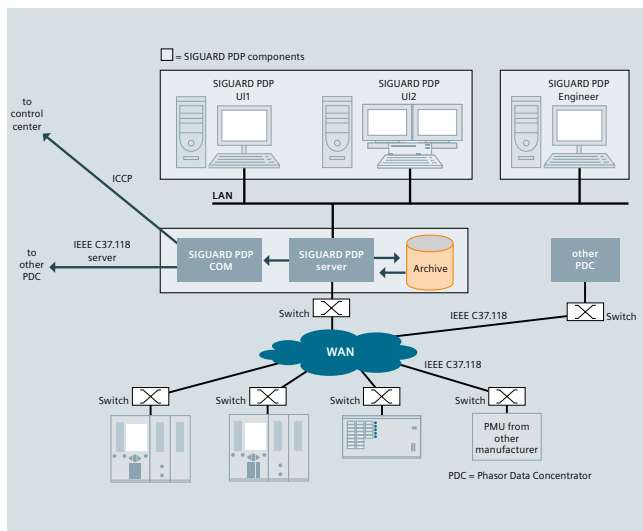 = SIGUARD PDP components
SIGUARD PDP
UI1
SIGUARD PDP
UI2
SIGUARD PDP
Engineer
to
control
center
ICCP
LAN
to
other
PDC
IEEE C37.118
server
SIGUARD PDP
COM
SIGUARD PDP
server
Archive
other
PDC
Switch
IEEE C37.118
Switch
WAN
IEEE C37.118
Switch
Switch
Switch
Switch
PMU from
other
manufacturer
PDC = Phasor Data Concentrator